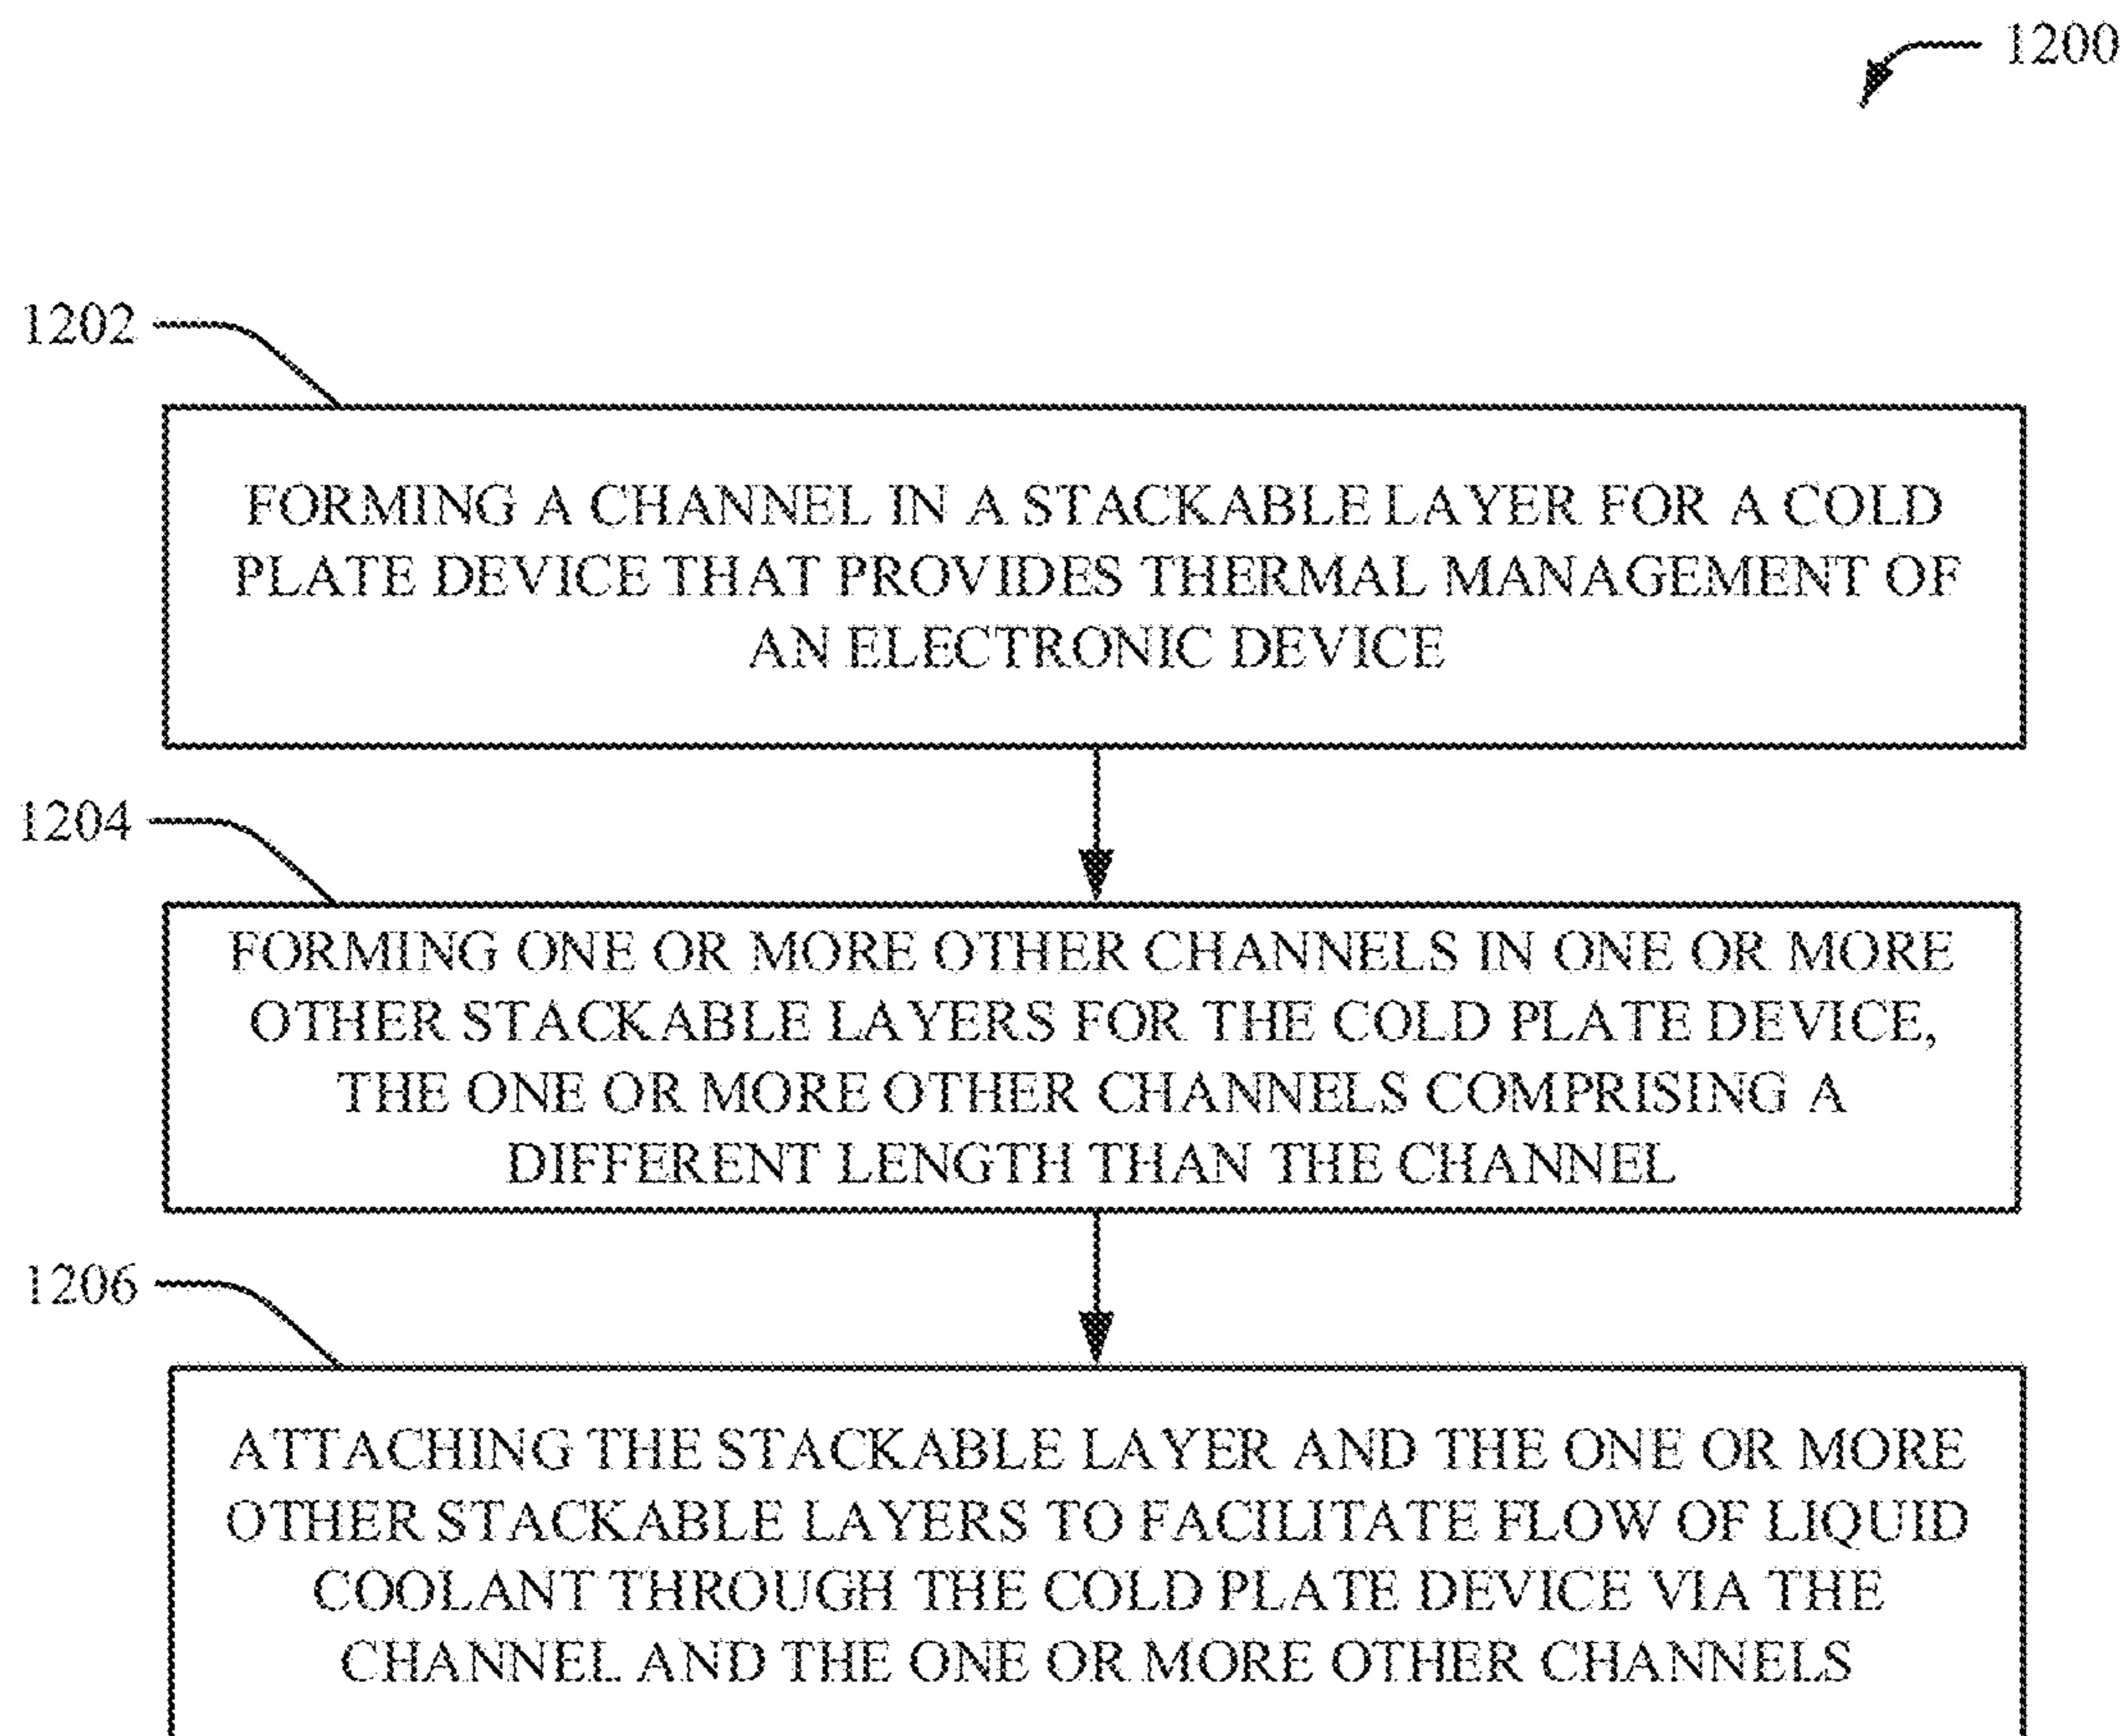 1200
1202
FORMING A CHANNEL IN A STACKABLE LAYER FOR A COLD
PLATE DEVICE THAT PROVIDES THERMAL MANAGEMENT OF
AN ELECTRONIC DEVICE
1204
FORMING ONE OR MORE OTHER CHANNELS IN ONE OR MORE
OTHER STACKABLE LAYERS FOR THE COLD PLATE DEVICE,
THE ONE OR MORE OTHER CHANNELS COMPRISING A
DIFFERENT LENGTH THAN THE CHANNEL
1206
ATTACHING THE STACKABLE LAYER AND THE ONE OR MORE
OTHER STACKABLE LAYERS TO FACILITATE FLOW OF LIQUID
COOLANT THROUGH THE COLD PLATE DEVICE VIA THE
CHANNEL AND THE ONE OR MORE OTHER CHANNELS